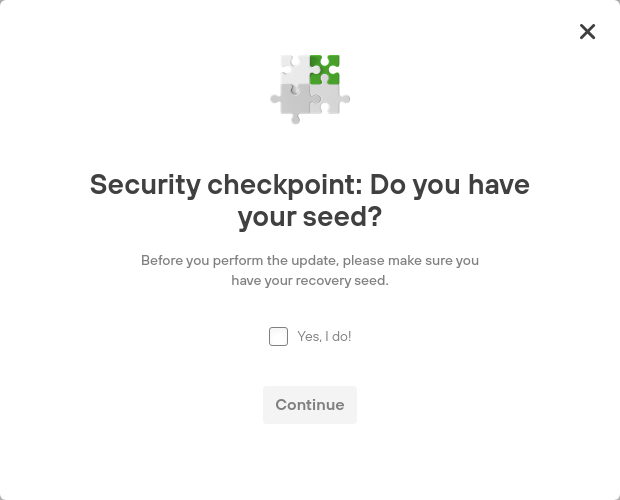 Security checkpoint: Do you have
your seed?
Before you perform the update, please make sure you
have your recovery seed.
Yes, I do!
Continue